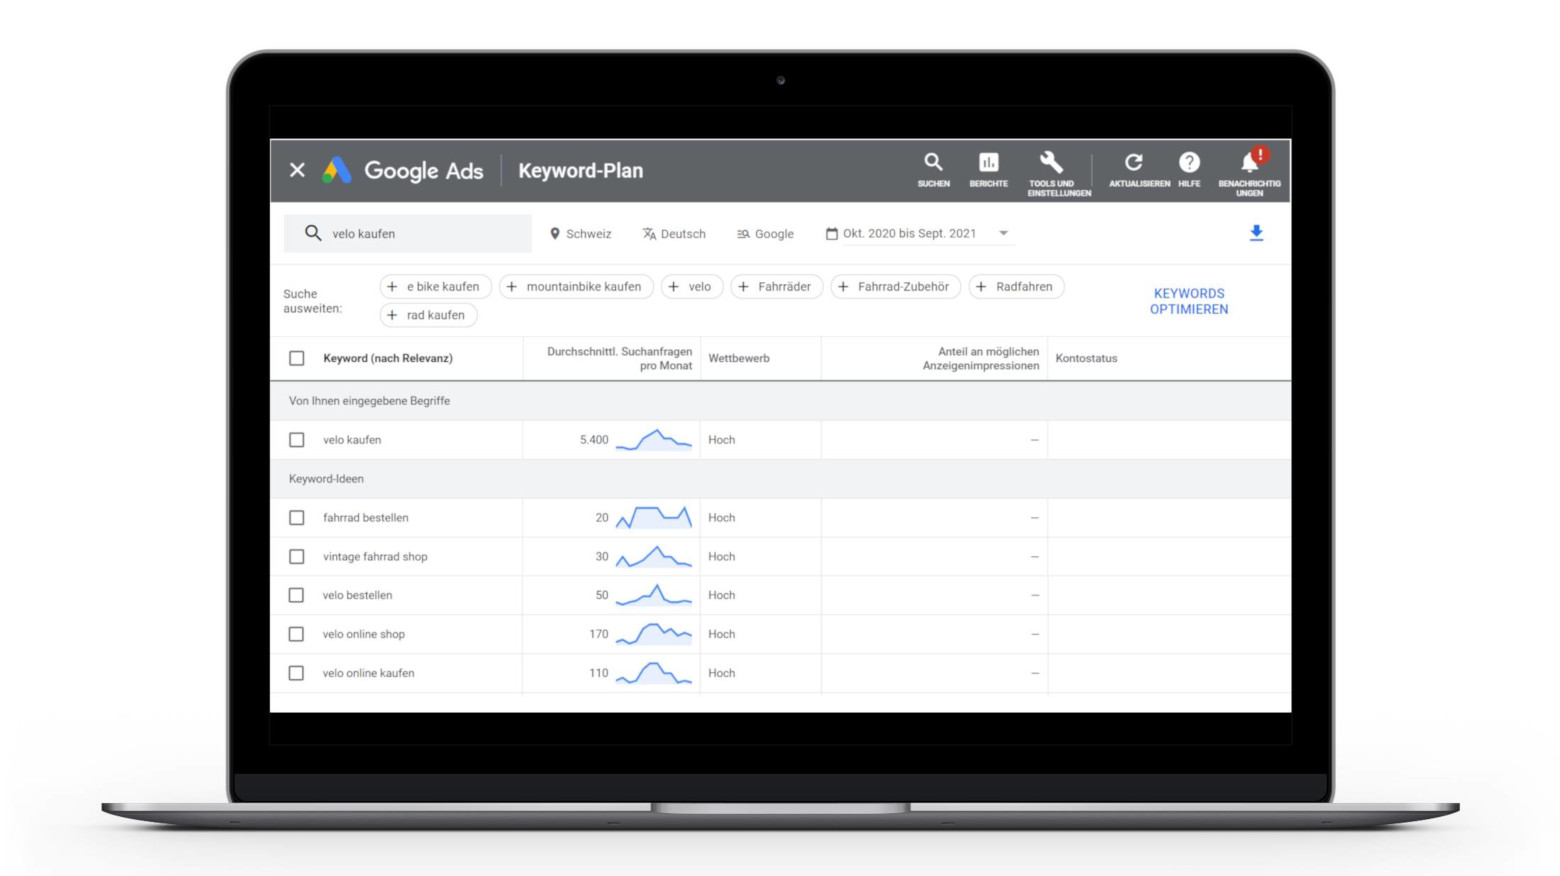 Google Ads Keyword-Plan
SUCHEN
BERICHTE
TOOLS UND
EINSTELLUNGEN
AKTUALISIEREN
HILFE
BENACHRICHTIG
UNGEN
velo kaufen
Schweiz
Deutsch
Google
Okt. 2020 bis Sept. 2021
Suche
ausweiten:
+ e bike kaufen
+ mountainbike kaufen
+ velo
+ Fahrräder
+ Fahrrad-Zubehör
+ Radfahren
+ rad kaufen
KEYWORDS
OPTIMIEREN
Keyword (nach Relevanz)
Durchschnittl. Suchanfragen
pro Monat
Wettbewerb
Anteil an möglichen
Anzeigenimpressionen
Kontostatus
Von Ihnen eingegebene Begriffe
velo kaufen 5.400 Hoch –
Keyword-Ideen
fahrrad bestellen 20 Hoch –
vintage fahrrad shop 30 Hoch –
velo bestellen 50 Hoch –
velo online shop 170 Hoch –
velo online kaufen 110 Hoch –